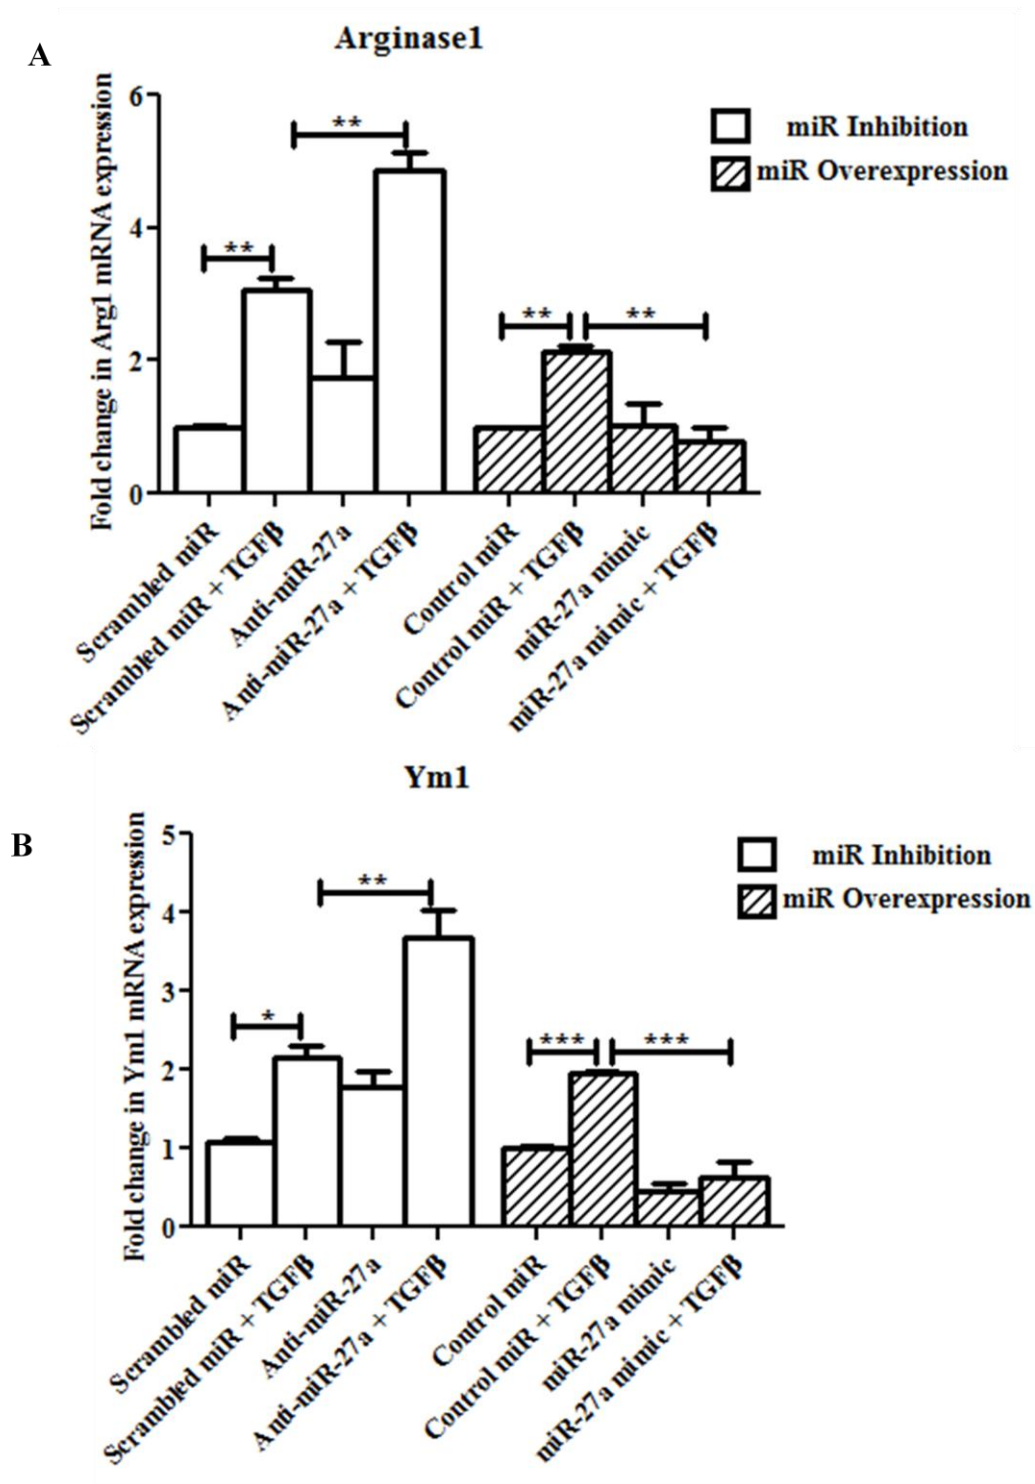 A
Arginase1
Fold change in Arg1 mRNA expression
6
4
2
0
**
**
**
**
miR Inhibition
miR Overexpression
Scrambled miR
Scrambled miR + TGFβ
Anti-miR-27a
Anti-miR-27a + TGFβ
Control miR
Control miR + TGFβ
miR-27a mimic
miR-27a mimic + TGFβ
B
Ym1
Fold change in Ym1 mRNA expression
5
4
3
2
1
0
*
**
***
***
miR Inhibition
miR Overexpression
Scrambled miR
Scrambled miR + TGFβ
Anti-miR-27a
Anti-miR-27a + TGFβ
Control miR
Control miR + TGFβ
miR-27a mimic
miR-27a mimic + TGFβ